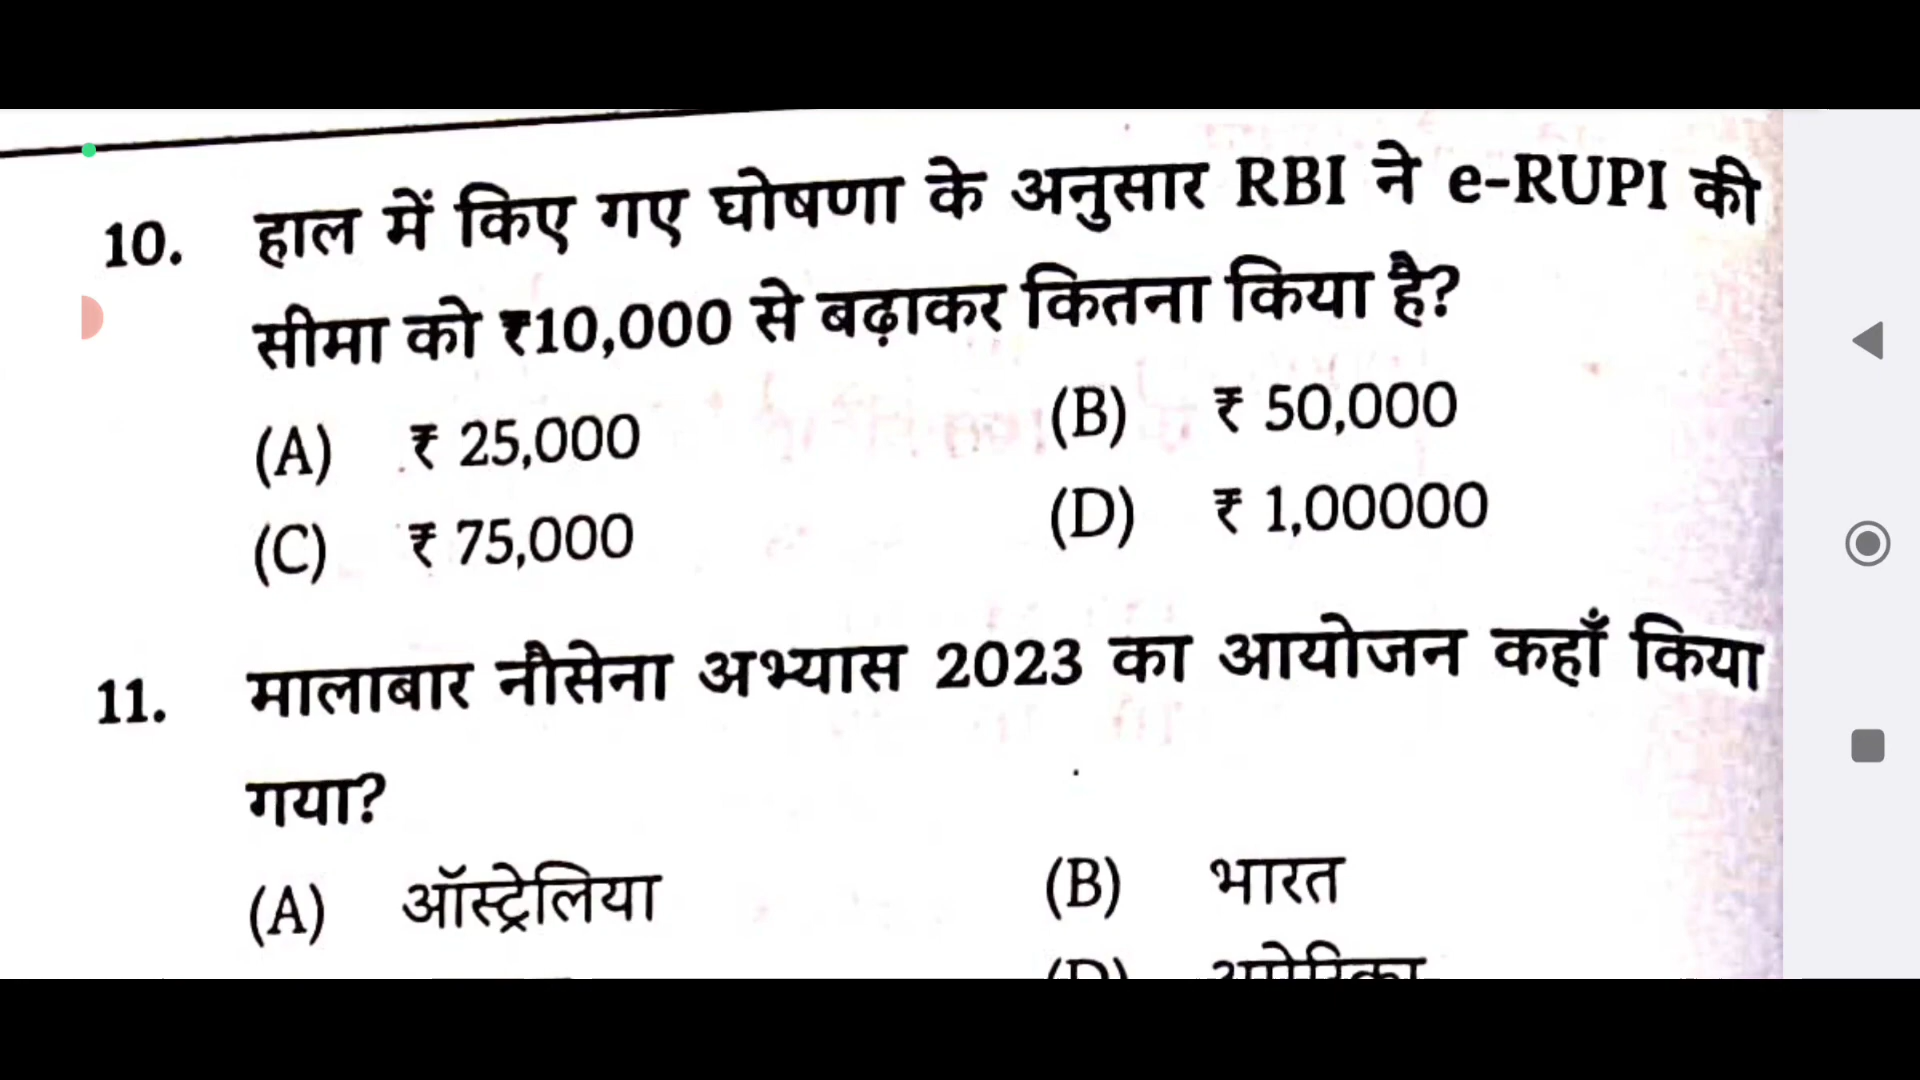 10. हाल में किए गए घोषणा के अनुसार RBI ने e-RUPI की
सीमा को ₹10,000 से बढ़ाकर कितना किया है?
(A) ₹ 25,000 (B) ₹ 50,000
(C) ₹ 75,000 (D) ₹ 1,00000
11. मालाबार नौसेना अभ्यास 2023 का आयोजन कहाँ किया
गया?
(A) ऑस्ट्रेलिया (B) भारत
(D) अमेरिका